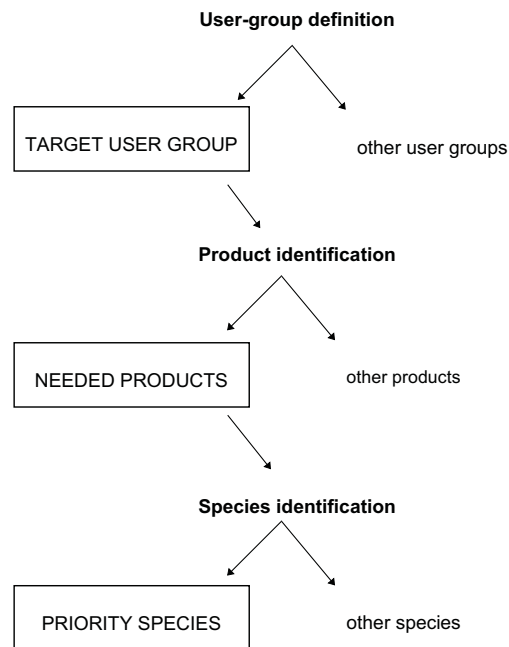 User-group definition
TARGET USER GROUP
other user groups
Product identification
NEEDED PRODUCTS
other products
Species identification
PRIORITY SPECIES
other species